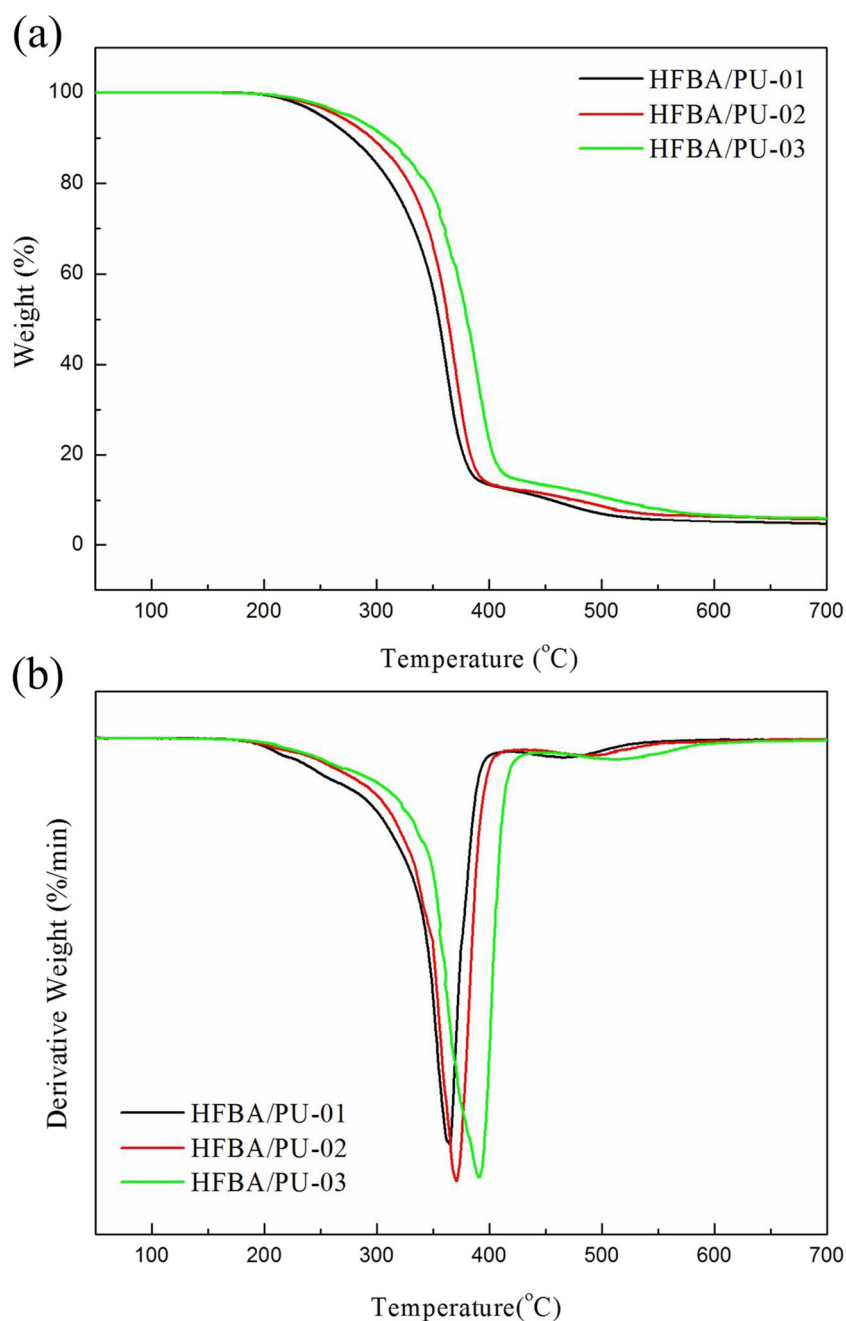 (a)
HFBA/PU-01
HFBA/PU-02
HFBA/PU-03
100
80
60
40
20
0
Weight (%)
100 200 300 400 500 600 700
Temperature (°C)
(b)
Derivative Weight (%/min)
HFBA/PU-01
HFBA/PU-02
HFBA/PU-03
100 200 300 400 500 600 700
Temperature(°C)